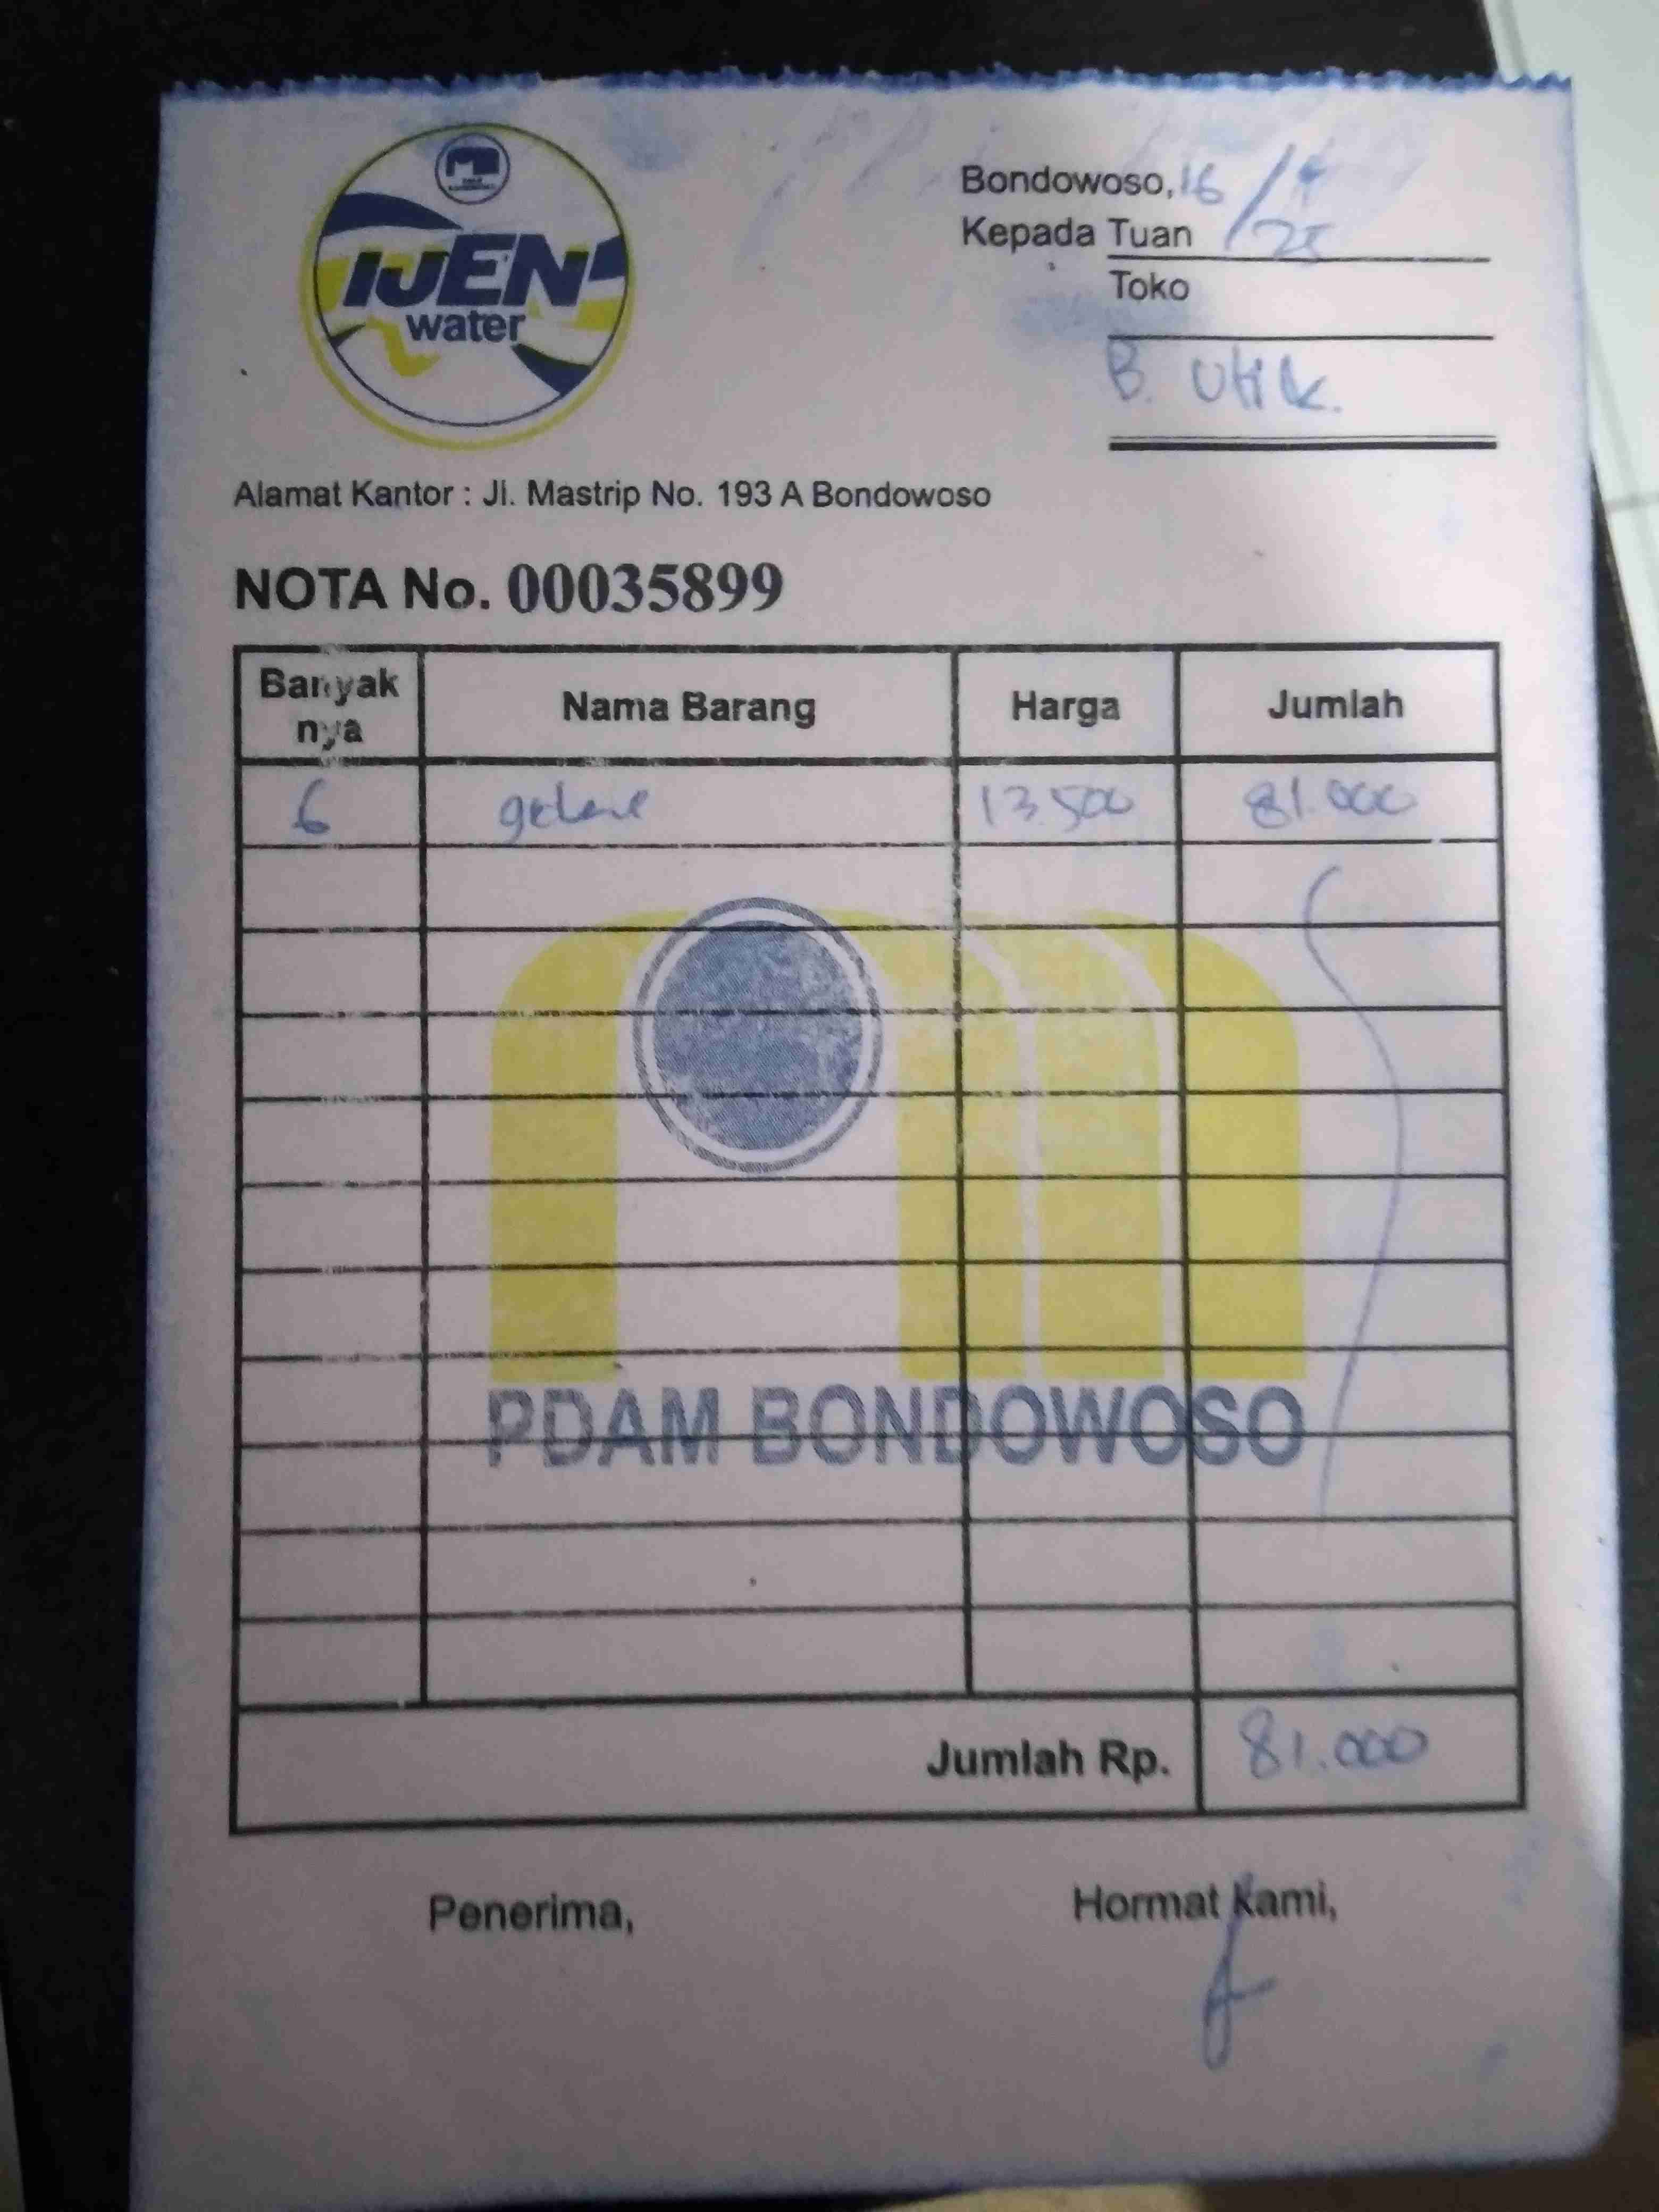 IJEN
water
Bondowoso, 16/4
Kepada Tuan /25
Toko
B. Utik.
Alamat Kantor : Jl. Mastrip No. 193 A Bondowoso
NOTA No. 00035899
Banyak nya Nama Barang Harga Jumlah
6 13.500 81.000
PDAM BONDOWOSO
Jumlah Rp. 81.000
Penerima, Hormat Kami,